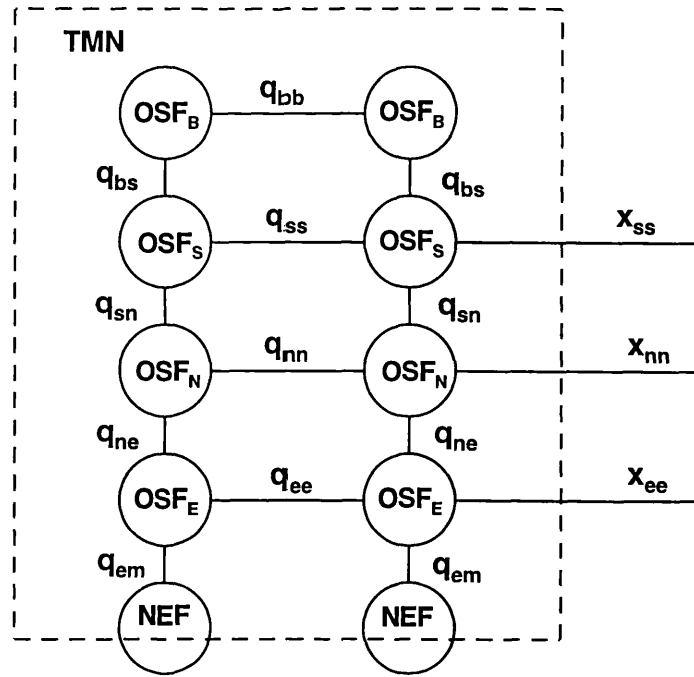 TMN
q_bb
OSF_B OSF_B
q_bs q_bs
q_ss x_ss
OSF_S OSF_S
q_sn q_sn
q_nn x_nn
OSF_N OSF_N
q_ne q_ne
q_ee x_ee
OSF_E OSF_E
q_em q_em
NEF NEF